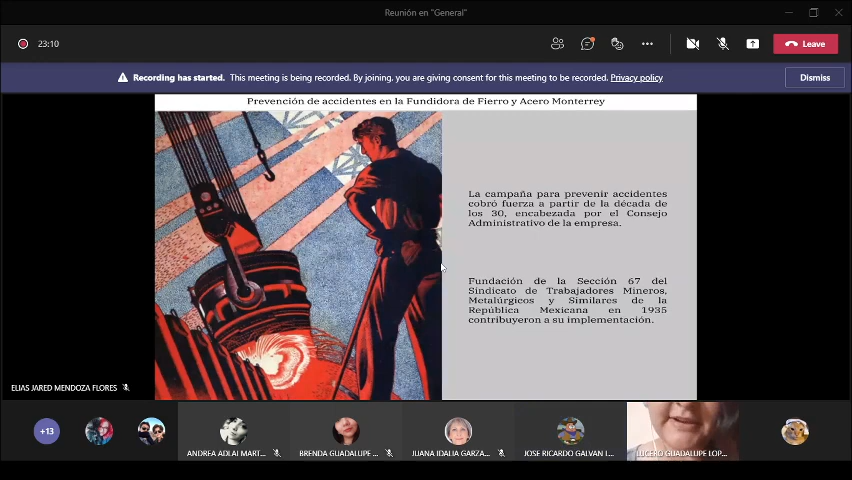 Reunión en "General"
23:10
Leave
Recording has started. This meeting is being recorded. By joining, you are giving consent for this meeting to be recorded. Privacy policy
Dismiss
Prevención de accidentes en la Fundidora de Fierro y Acero Monterrey
La campaña para prevenir accidentes
cobró fuerza a partir de la década de
los 30, encabezada por el Consejo
Administrativo de la empresa.
Fundación de la Sección 67 del
Sindicato de Trabajadores Mineros,
Metalúrgicos y Similares de la
República Mexicana en 1935
contribuyeron a su implementación.
ELIAS JARED MENDOZA FLORES
+13
ANDREA ADLAI MART...
BRENDA GUADALUPE ...
JUANA IDALIA GARZA...
JOSE RICARDO GALVAN L...
LUCERO GUADALUPE LOP...